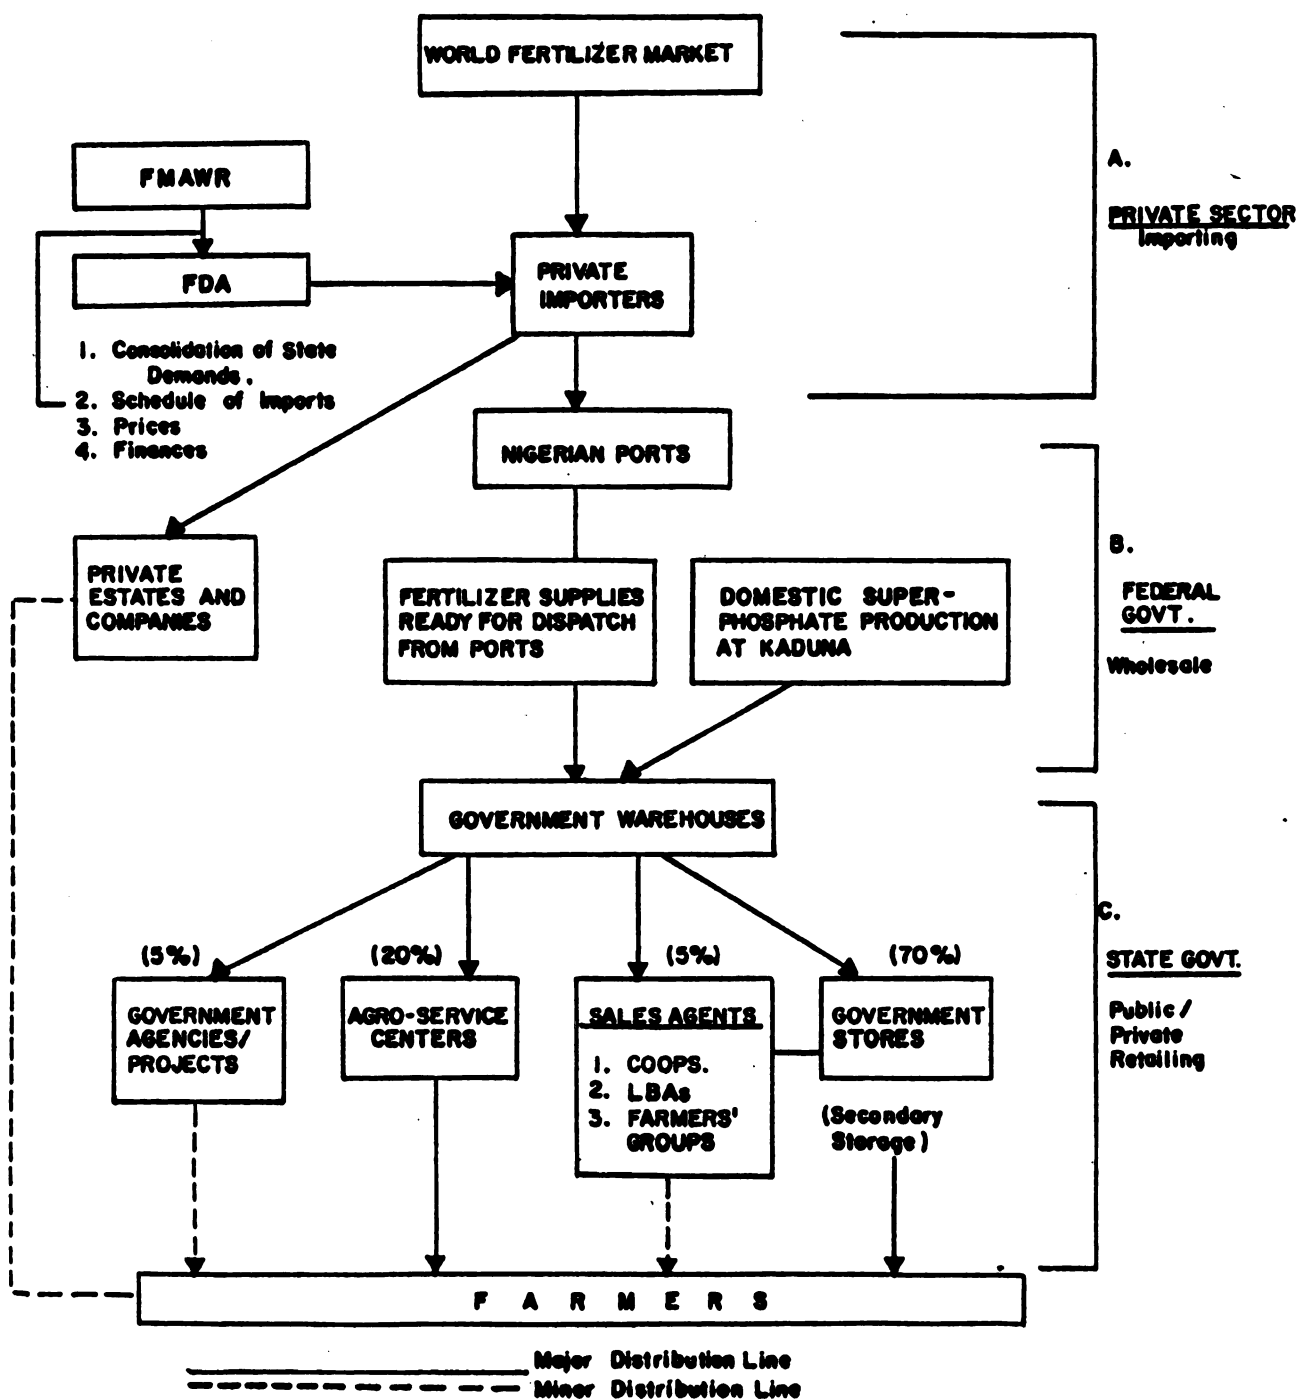 WORLD FERTILIZER MARKET
FMAWR
FDA
PRIVATE
IMPORTERS
A.
PRIVATE SECTOR
Importing
1. Consolidation of State
Demands.
2. Schedule of Imports
3. Prices
4. Finances
NIGERIAN PORTS
PRIVATE
ESTATES AND
COMPANIES
FERTILIZER SUPPLIES
READY FOR DISPATCH
FROM PORTS
DOMESTIC SUPER-
PHOSPHATE PRODUCTION
AT KADUNA
B.
FEDERAL
GOVT.
Wholesale
GOVERNMENT WAREHOUSES
C.
STATE GOVT.
Public/
Private
Retailing
(5%)
GOVERNMENT
AGENCIES/
PROJECTS
(20%)
AGRO-SERVICE
CENTERS
(5%)
SALES AGENTS
1. COOPS.
2. LBAs
3. FARMERS'
GROUPS
(70%)
GOVERNMENT
STORES
(Secondary
Storage)
FARMERS
Major Distribution Line
Minor Distribution Line